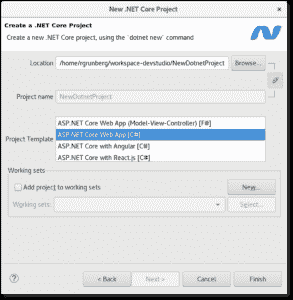 New .NET Core Project
Create a .NET Core Project
Create a new .NET Core project, using the `dotnet new` command
Location /home/rgrunberg/workspace-devstudio/NewDotnetProject Browse...
Project name NewDotnetProject
ASP.NET Core Web App (Model-View-Controller) [F#]
ASP.NET Core Web App [C#]
Project Template
ASP.NET Core with Angular [C#]
ASP.NET Core with React.js [C#]
Working sets
Add project to working sets New...
Working sets: Select...
? < Back Next > Cancel Finish